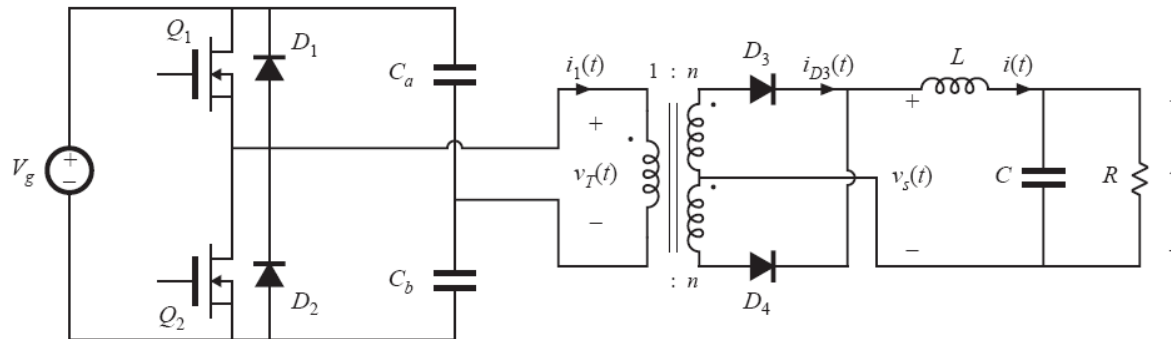 Q1
D1
Ca
i1(t)
1 : n
D3
iD3(t)
L
i(t)
+
+
Vg
+
−
vT(t)
vs(t)
C
R
−
−
Q2
D2
Cb
: n
D4